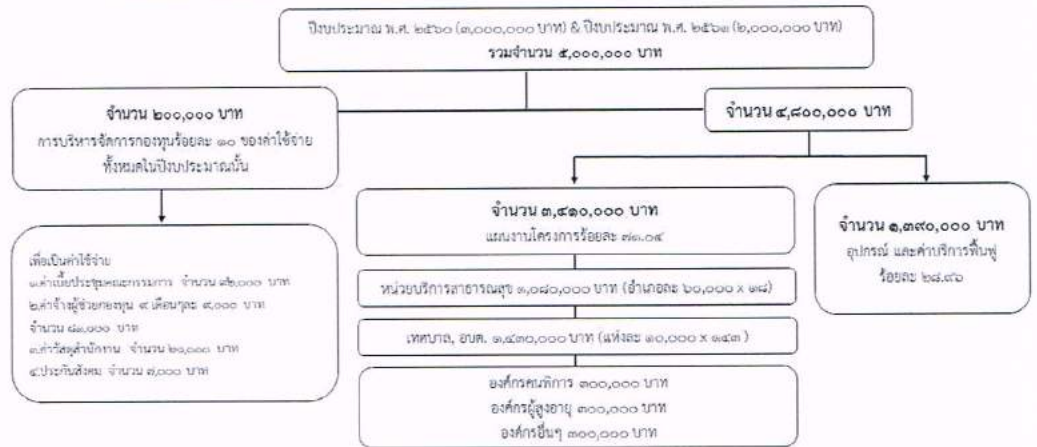 ปีงบประมาณ พ.ศ. ๒๕๖๐ (๓,๐๐๐,๐๐๐ บาท) & ปีงบประมาณ พ.ศ. ๒๕๖๑ (๒,๐๐๐,๐๐๐ บาท)
รวมจำนวน ๕,๐๐๐,๐๐๐ บาท
จำนวน ๒๐๐,๐๐๐ บาท
การบริหารจัดการกองทุนร้อยละ ๑๐ ของค่าใช้จ่าย
ทั้งหมดในปีงบประมาณนั้น
จำนวน ๔,๘๐๐,๐๐๐ บาท
เพื่อเป็นค่าใช้จ่าย
๑.ค่าเบี้ยประชุมคณะกรรมการ จำนวน ๙๒,๐๐๐ บาท
๒.ค่าจ้างผู้ช่วยกองทุน ๙ เดือนๆละ ๙,๐๐๐ บาท
จำนวน ๘๑,๐๐๐ บาท
๓.ค่าวัสดุสำนักงาน จำนวน ๒๐,๐๐๐ บาท
๔.ประกันสังคม จำนวน ๗,๐๐๐ บาท
จำนวน ๓,๔๑๐,๐๐๐ บาท
แผนงานโครงการร้อยละ ๗๑.๐๔
หน่วยบริการสาธารณสุข ๑,๐๘๐,๐๐๐ บาท (อำเภอละ ๖๐,๐๐๐ x ๑๘)
เทศบาล, อบต. ๑,๔๓๐,๐๐๐ บาท (แห่งละ ๑๐,๐๐๐ x ๑๔๓ )
องค์กรคนพิการ ๓๐๐,๐๐๐ บาท
องค์กรผู้สูงอายุ ๓๐๐,๐๐๐ บาท
องค์กรอื่นๆ ๓๐๐,๐๐๐ บาท
จำนวน ๑,๓๙๐,๐๐๐ บาท
อุปกรณ์ และค่าบริการฟื้นฟู
ร้อยละ ๒๘.๙๖